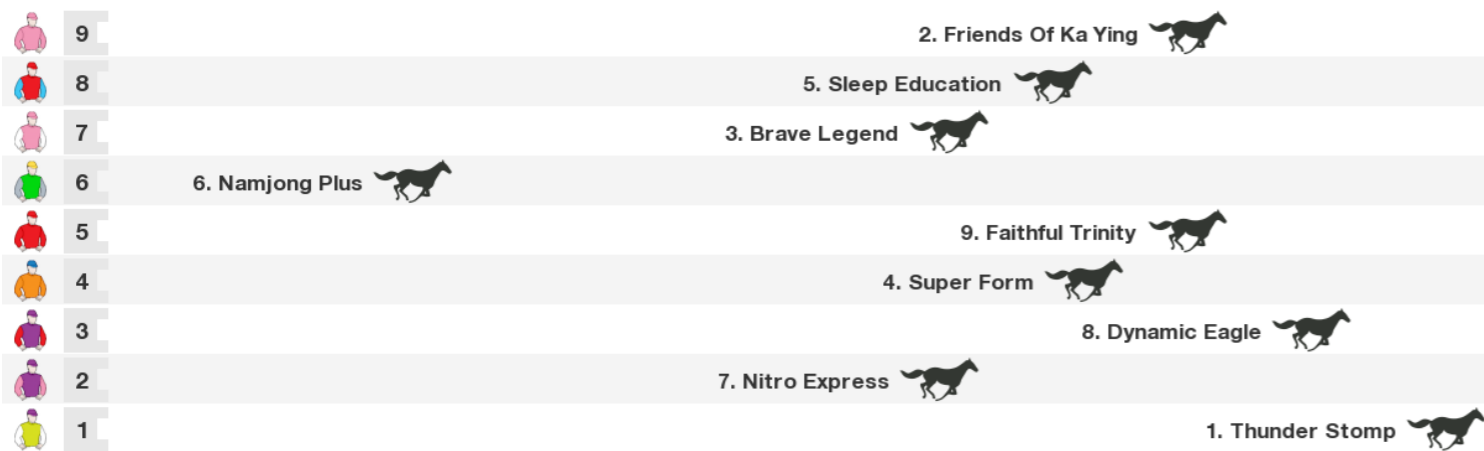 9 2. Friends Of Ka Ying
8 5. Sleep Education
7 3. Brave Legend
6 6. Namjong Plus
5 9. Faithful Trinity
4 4. Super Form
3 8. Dynamic Eagle
2 7. Nitro Express
1 1. Thunder Stomp